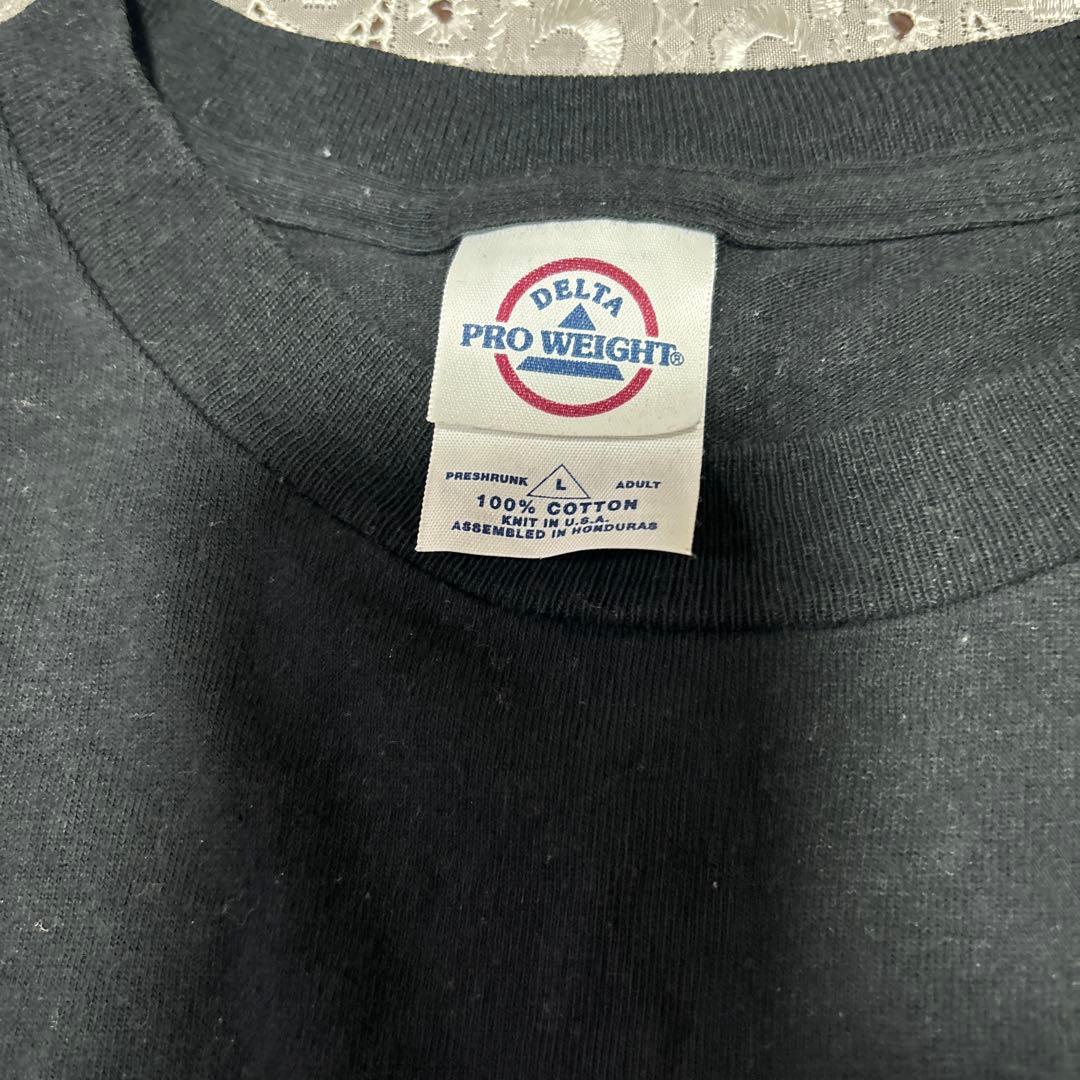 DELTA
PRO WEIGHT®
PRESHRUNK L ADULT
100% COTTON
KNIT IN U.S.A.
ASSEMBLED IN HONDURAS